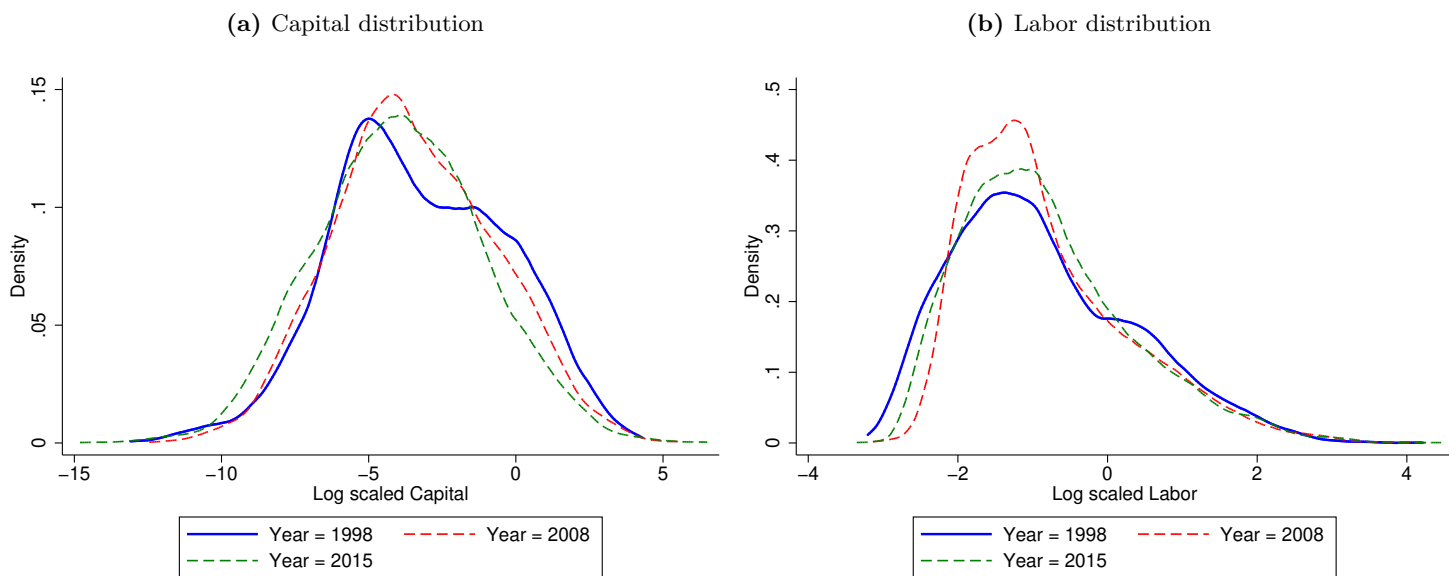 (a) Capital distribution
.15
.1
.05
0
Density
−15 −10 −5 0 5
Log scaled Capital
Year = 1998 Year = 2008
Year = 2015
(b) Labor distribution
.5
.4
.3
.2
.1
0
Density
−4 −2 0 2 4
Log scaled Labor
Year = 1998 Year = 2008
Year = 2015